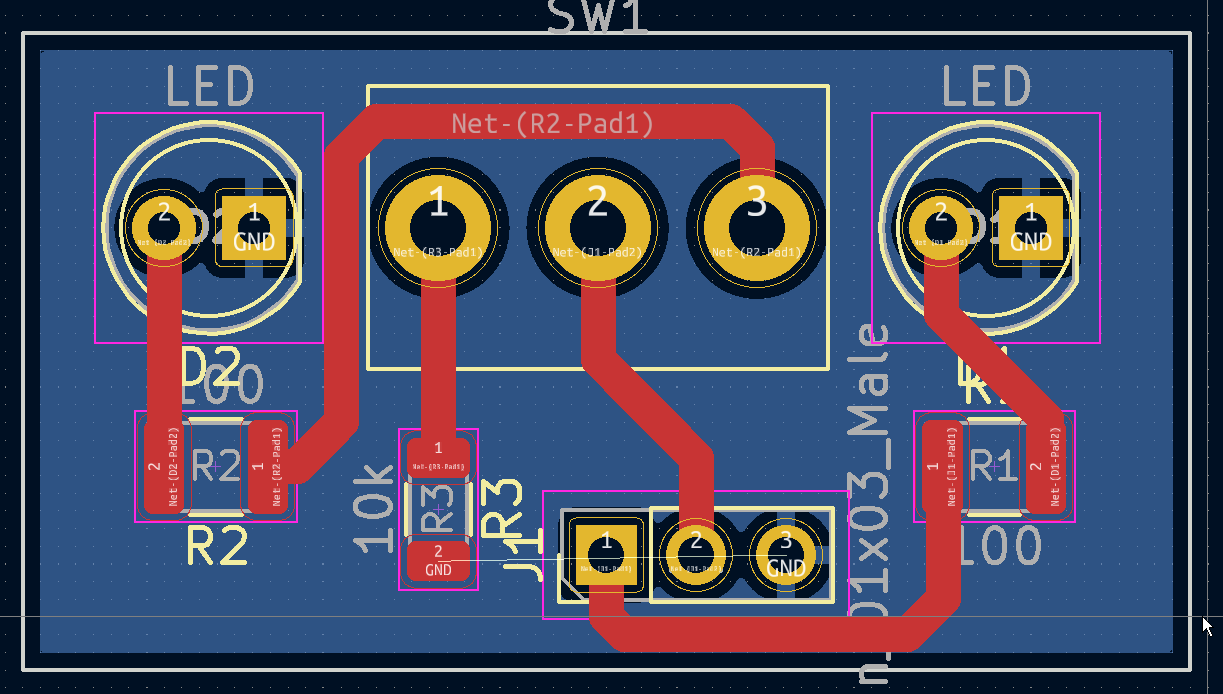 SW1
LED
LED
Net-(R2-Pad1)
2
Net-(D2-Pad2)
1
GND
1
Net-(R3-Pad1)
2
Net-(J1-Pad2)
3
Net-(R2-Pad1)
2
Net-(D1-Pad2)
1
GND
D2
100
R1
2
Net-(D2-Pad2)
R2
1
Net-(R2-Pad1)
R2
10k
1
Net-(R3-Pad1)
R3
2
GND
R3
J1
1
Net-(J1-Pad1)
2
Net-(J1-Pad2)
3
GND
n_01x03_Male
1
Net-(J1-Pad1)
R1
2
Net-(D1-Pad2)
100